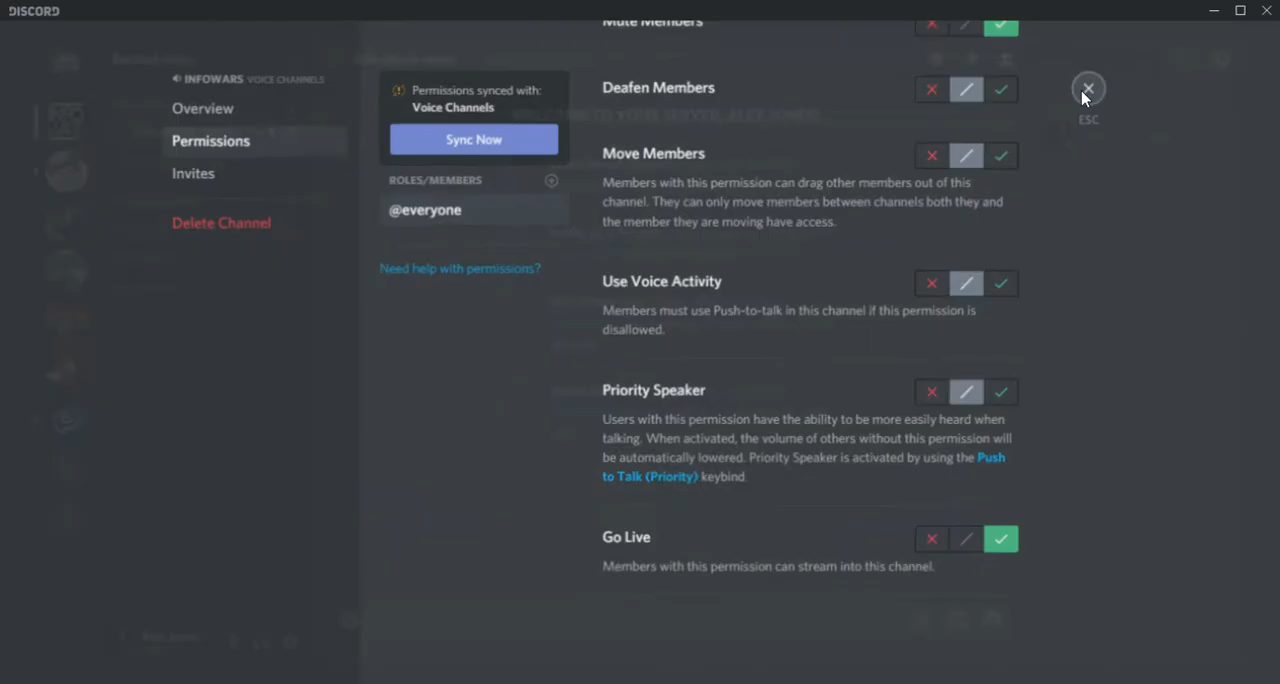 DISCORD
Mute Members
INFOWARS VOICE CHANNELS
Overview
Permissions
Invites
Delete Channel
Permissions synced with:
Voice Channels
Sync Now
ROLES/MEMBERS
@everyone
Need help with permissions?
Deafen Members
Move Members
Members with this permission can drag other members out of this
channel. They can only move members between channels both they and
the member they are moving have access.
Use Voice Activity
Members must use Push-to-talk in this channel if this permission is
disallowed.
Priority Speaker
Users with this permission have the ability to be more easily heard when
talking. When activated, the volume of others without this permission will
be automatically lowered. Priority Speaker is activated by using the Push
to Talk (Priority) keybind.
Go Live
Members with this permission can stream into this channel.
ESC
WELCOME TO YOUR SERVER, ALEX JONES